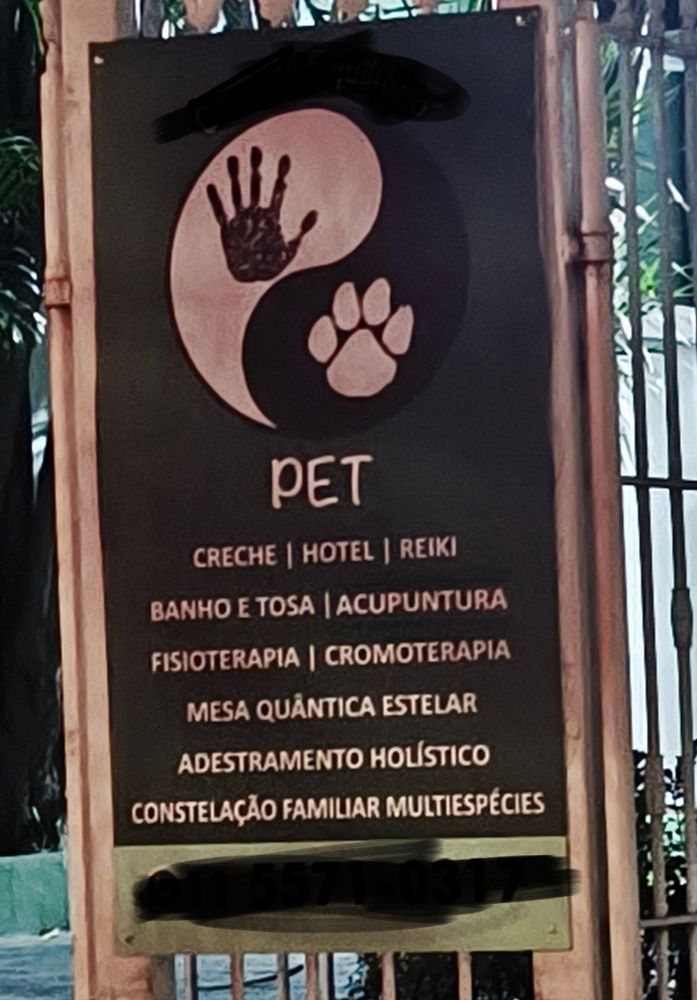 PET
CRECHE | HOTEL | REIKI
BANHO E TOSA | ACUPUNTURA
FISIOTERAPIA | CROMOTERAPIA
MESA QUÂNTICA ESTELAR
ADESTRAMENTO HOLÍSTICO
CONSTELAÇÃO FAMILIAR MULTIESPÉCIES